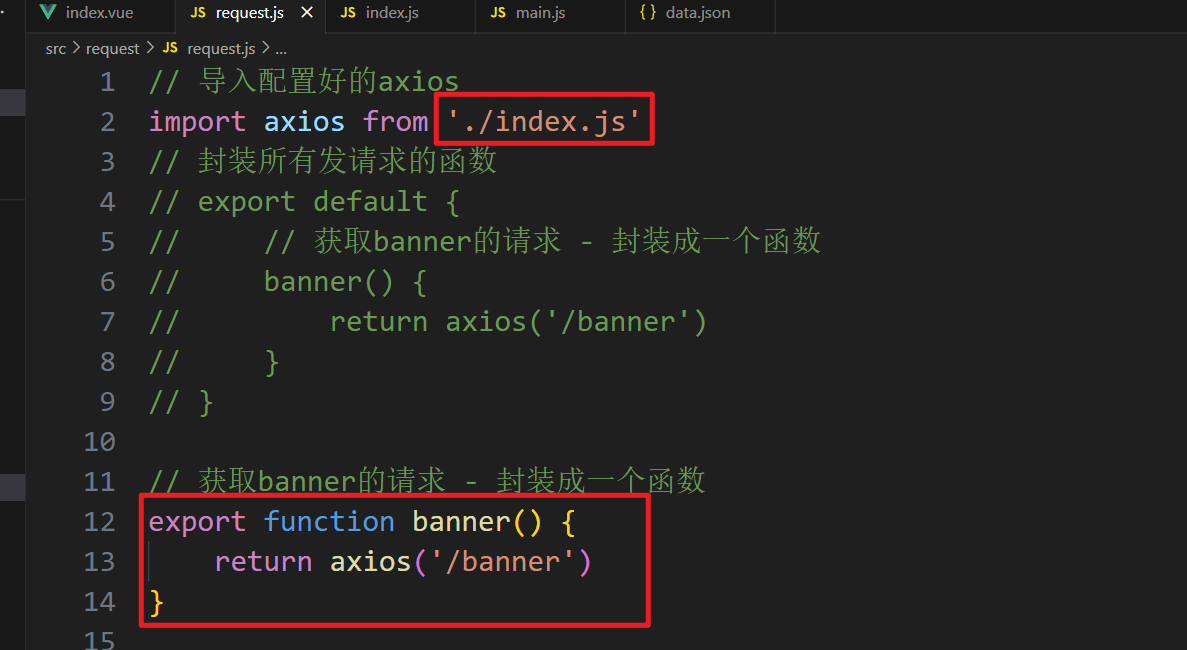 index.vue JS request.js × JS index.js JS main.js {} data.json
src > request > JS request.js > ...
1 // 导入配置好的axios
2 import axios from './index.js'
3 // 封装所有发请求的函数
4 // export default {
5 //     // 获取banner的请求 - 封装成一个函数
6 //     banner() {
7 //         return axios('/banner')
8 //     }
9 // }
10
11 // 获取banner的请求 - 封装成一个函数
12 export function banner() {
13     return axios('/banner')
14 }
15